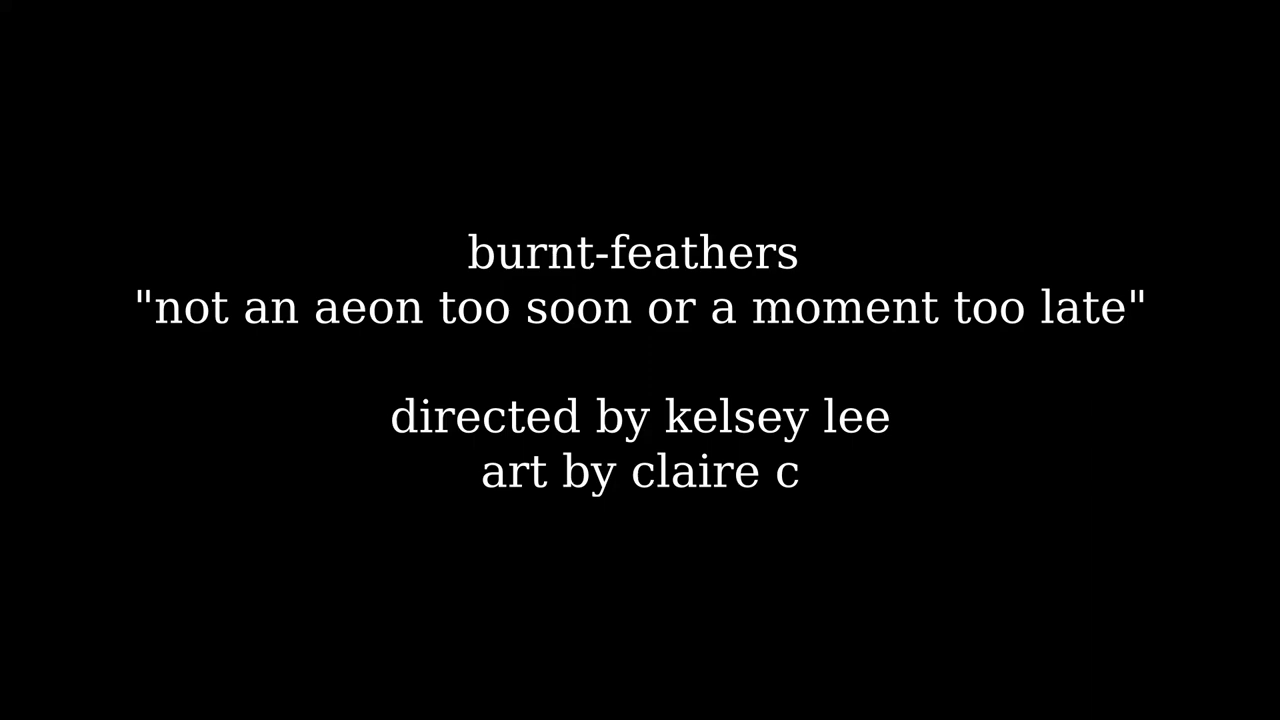 burnt-feathers
"not an aeon too soon or a moment too late"
directed by kelsey lee
art by claire c